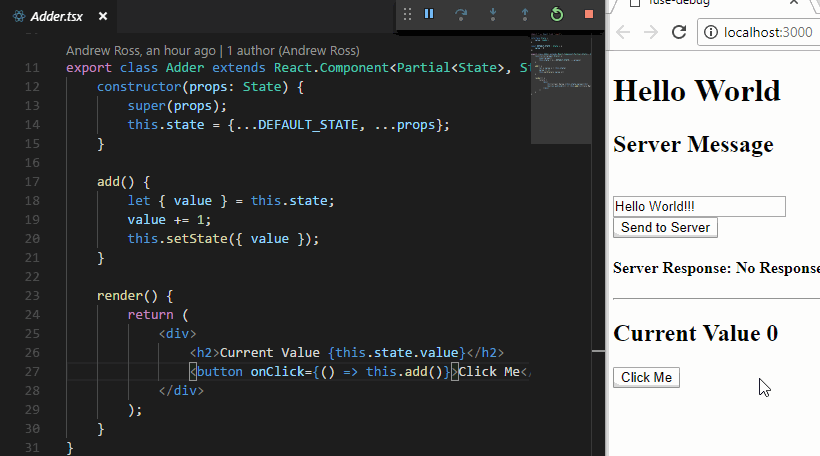 Adder.tsx
Andrew Ross, an hour ago | 1 author (Andrew Ross)
11 export class Adder extends React.Component<Partial<State>, St
12 constructor(props: State) {
13 super(props);
14 this.state = {...DEFAULT_STATE, ...props};
15 }
16
17 add() {
18 let { value } = this.state;
19 value += 1;
20 this.setState({ value });
21 }
22
23 render() {
24 return (
25 <div>
26 <h2>Current Value {this.state.value}</h2>
27 <button onClick={() => this.add()}>Click Me</
28 </div>
29 );
30 }
31 }
fuse-debug
localhost:3000
Hello World
Server Message
Hello World!!!
Send to Server
Server Response: No Response
Current Value 0
Click Me